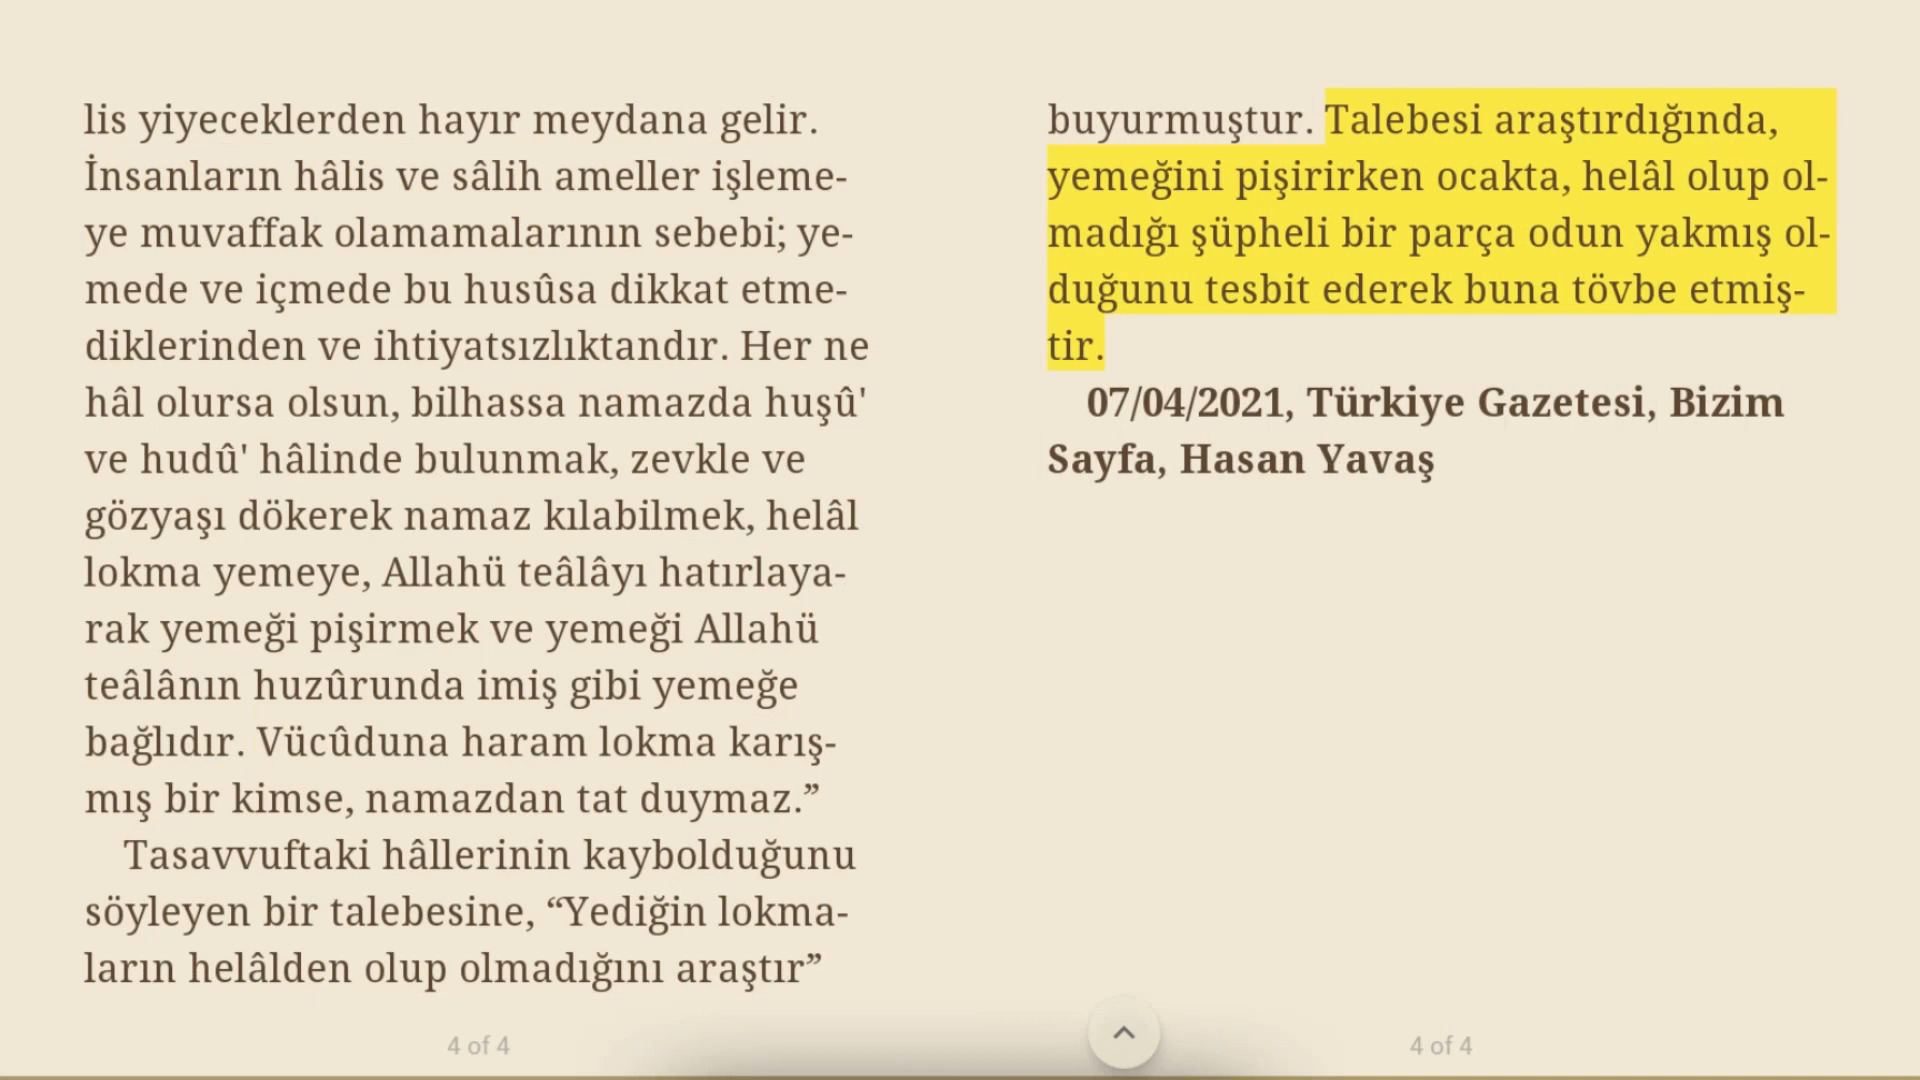 lis yiyeceklerden hayır meydana gelir.
İnsanların hâlis ve sâlih ameller işleme-
ye muvaffak olamamalarının sebebi; ye-
mede ve içmede bu husûsa dikkat etme-
diklerinden ve ihtiyatsızlıktandır. Her ne
hâl olursa olsun, bilhassa namazda huşû'
ve hudû' hâlinde bulunmak, zevkle ve
gözyaşı dökerek namaz kılabilmek, helâl
lokma yemeye, Allahü teâlâyı hatırlaya-
rak yemeği pişirmek ve yemeği Allahü
teâlânın huzûrunda imiş gibi yemeğe
bağlıdır. Vücûduna haram lokma karış-
mış bir kimse, namazdan tat duymaz.”
Tasavvuftaki hâllerinin kaybolduğunu
söyleyen bir talebesine, “Yediğin lokma-
ların helâlden olup olmadığını araştır”
4 of 4
buyurmuştur. Talebesi araştırdığında,
yemeğini pişirirken ocakta, helâl olup ol-
madığı şüpheli bir parça odun yakmış ol-
duğunu tesbit ederek buna tövbe etmiş-
tir.
07/04/2021, Türkiye Gazetesi, Bizim
Sayfa, Hasan Yavaş
4 of 4